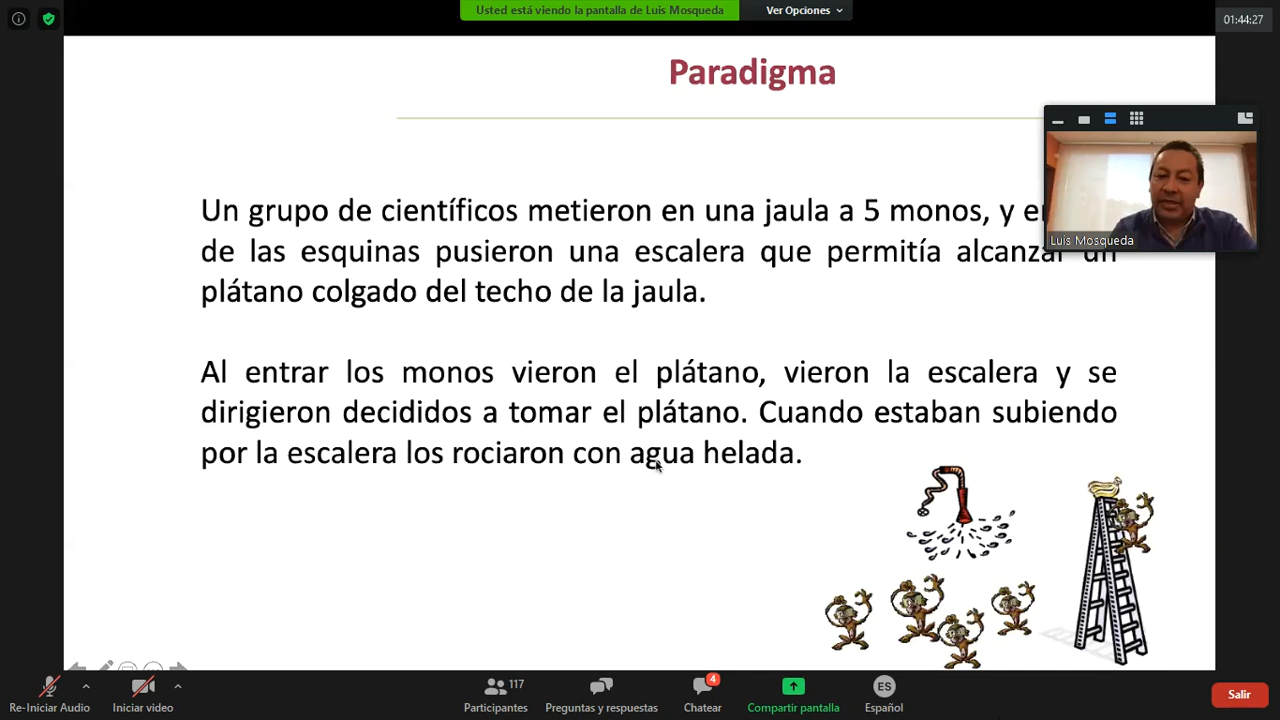 Usted está viendo la pantalla de Luis Mosqueda
Ver Opciones
01:44:27
Paradigma
Un grupo de científicos metieron en una jaula a 5 monos, y
de las esquinas pusieron una escalera que permitía alcanzar un
plátano colgado del techo de la jaula.
Luis Mosqueda
Al entrar los monos vieron el plátano, vieron la escalera y se
dirigieron decididos a tomar el plátano. Cuando estaban subiendo
por la escalera los rociaron con agua helada.
Re-Iniciar Audio
Iniciar video
117
Participantes
Preguntas y respuestas
4
Chatear
Compartir pantalla
ES
Español
Salir